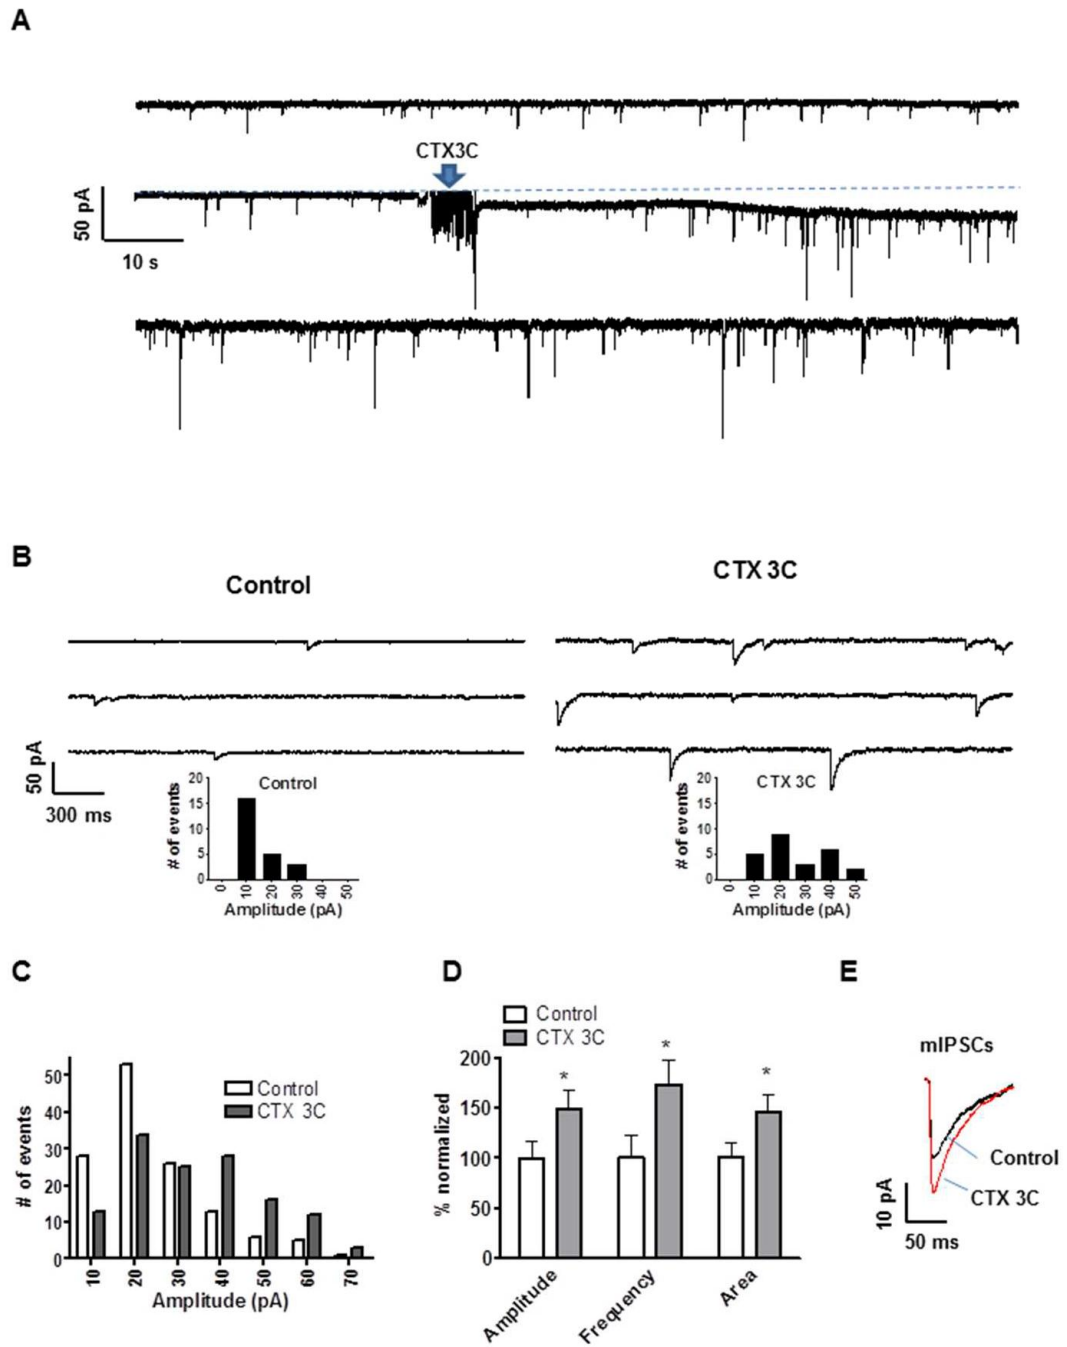 A
CTX3C
50 pA
10 s
B
Control
CTX 3C
50 pA
300 ms
Control
# of events
20
15
10
5
0
0 10 20 30 40 50
Amplitude (pA)
CTX 3C
# of events
20
15
10
5
0
0 10 20 30 40 50
Amplitude (pA)
C
# of events
50
40
30
20
10
0
Control
CTX 3C
10 20 30 40 50 60 70
Amplitude (pA)
D
Control
CTX 3C
% normalized
200
150
100
50
0
* * *
Amplitude
Frequency
Area
E
mIPSCs
Control
CTX 3C
10 pA
50 ms